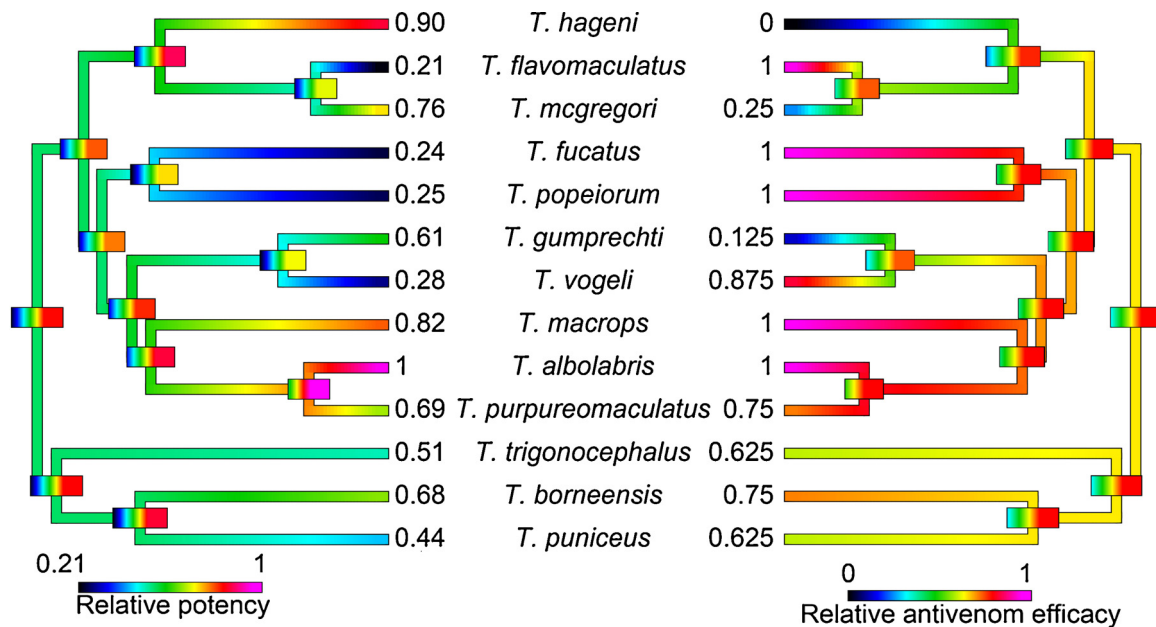 0.90 T. hageni 0
0.21 T. flavomaculatus 1
0.76 T. mcgregori 0.25
0.24 T. fucatus 1
0.25 T. popeiorum 1
0.61 T. gumprechti 0.125
0.28 T. vogeli 0.875
0.82 T. macrops 1
1 T. albolabris 1
0.69 T. purpureomaculatus 0.75
0.51 T. trigonocephalus 0.625
0.68 T. borneensis 0.75
0.44 T. puniceus 0.625
0.21 1
Relative potency
0 1
Relative antivenom efficacy